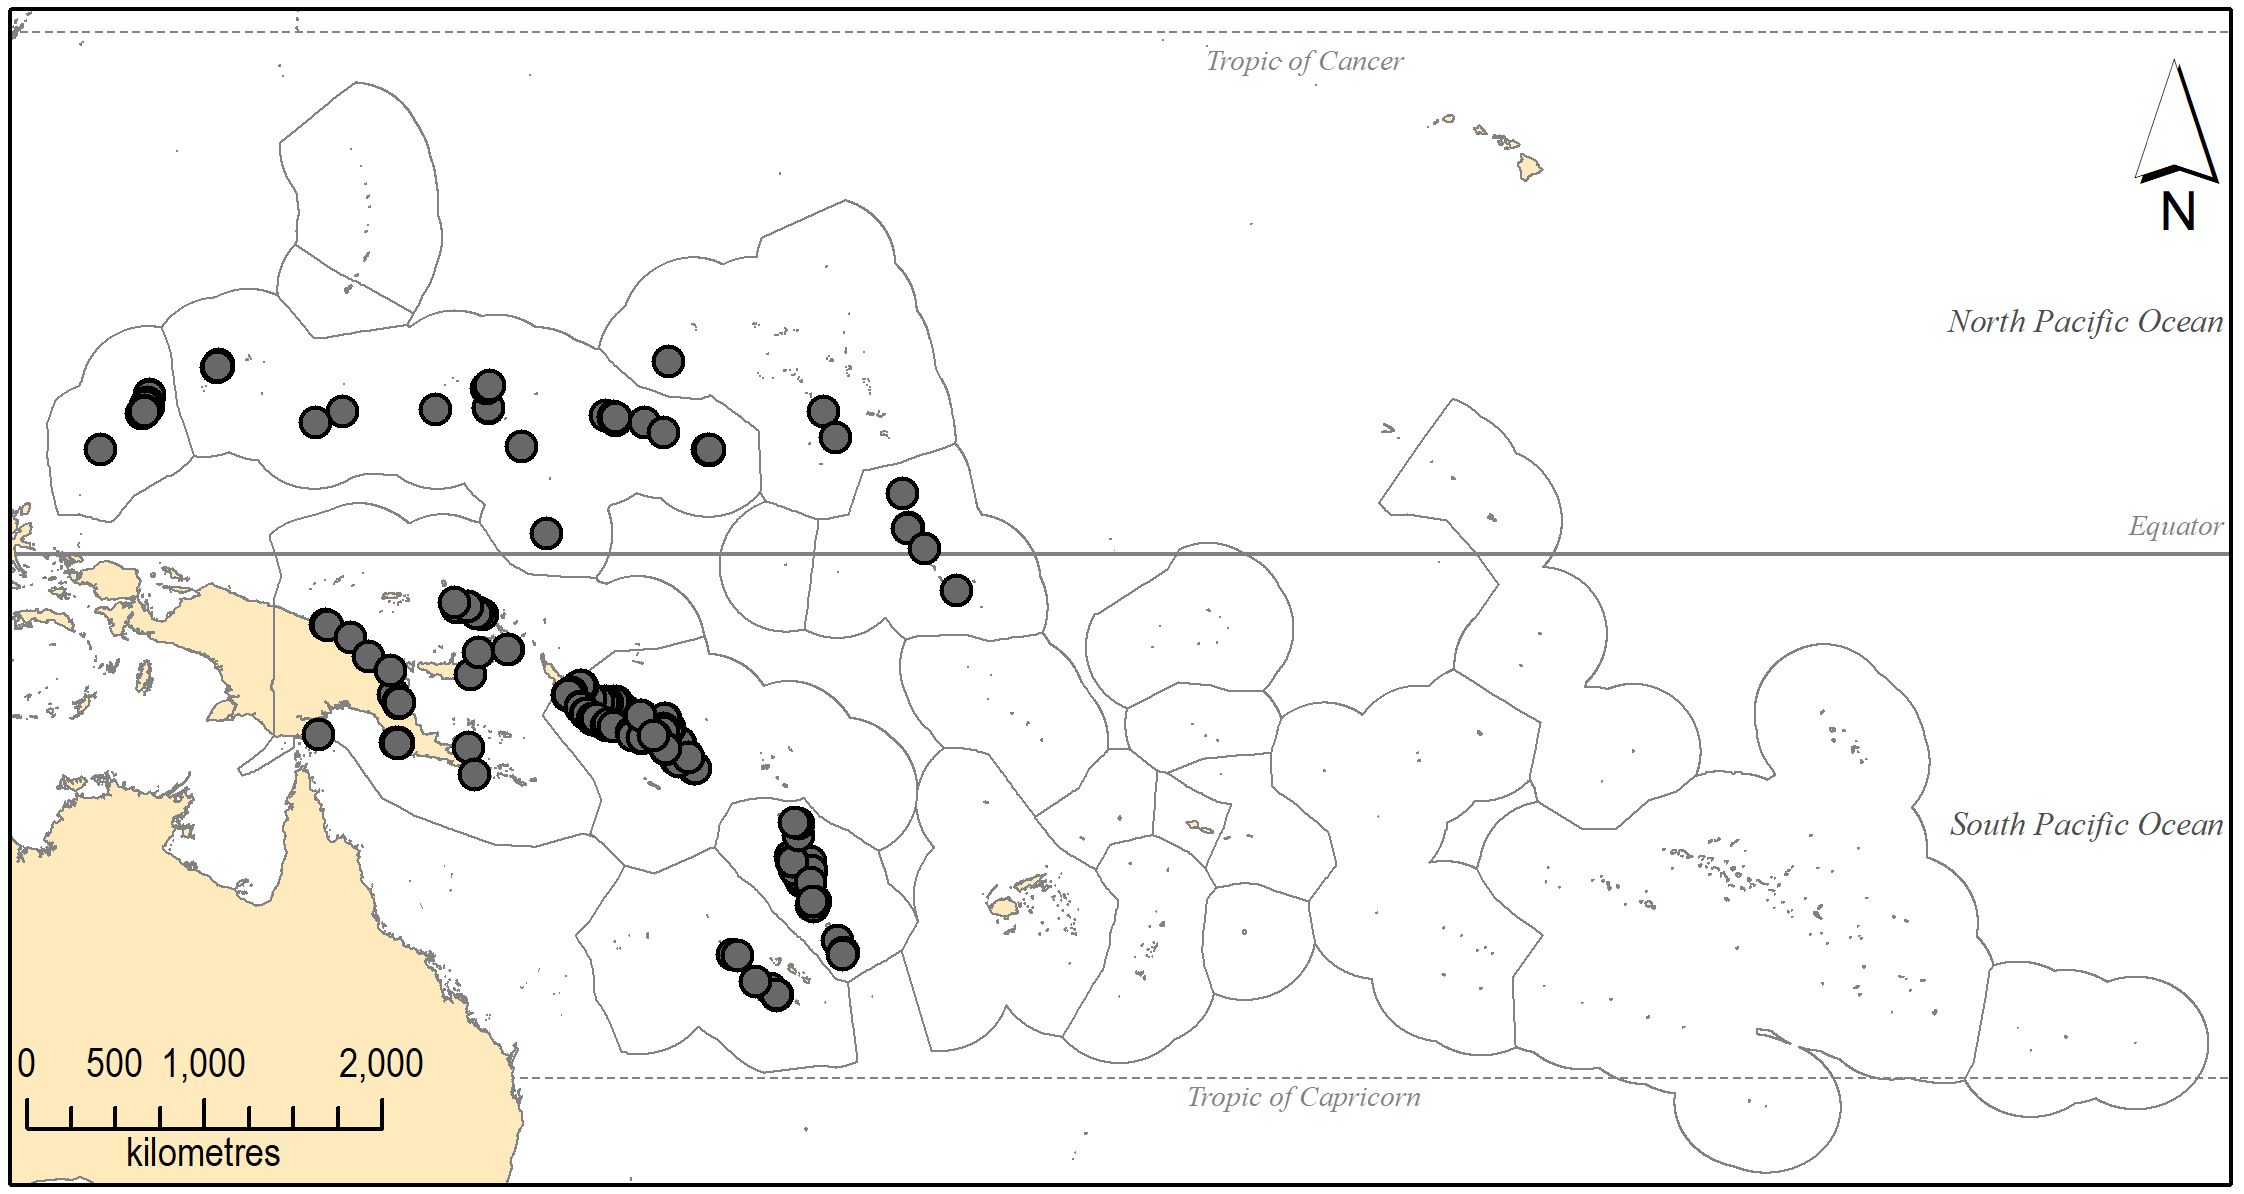 Tropic of Cancer
N
North Pacific Ocean
Equator
South Pacific Ocean
0 500 1,000 2,000
Tropic of Capricorn
kilometres